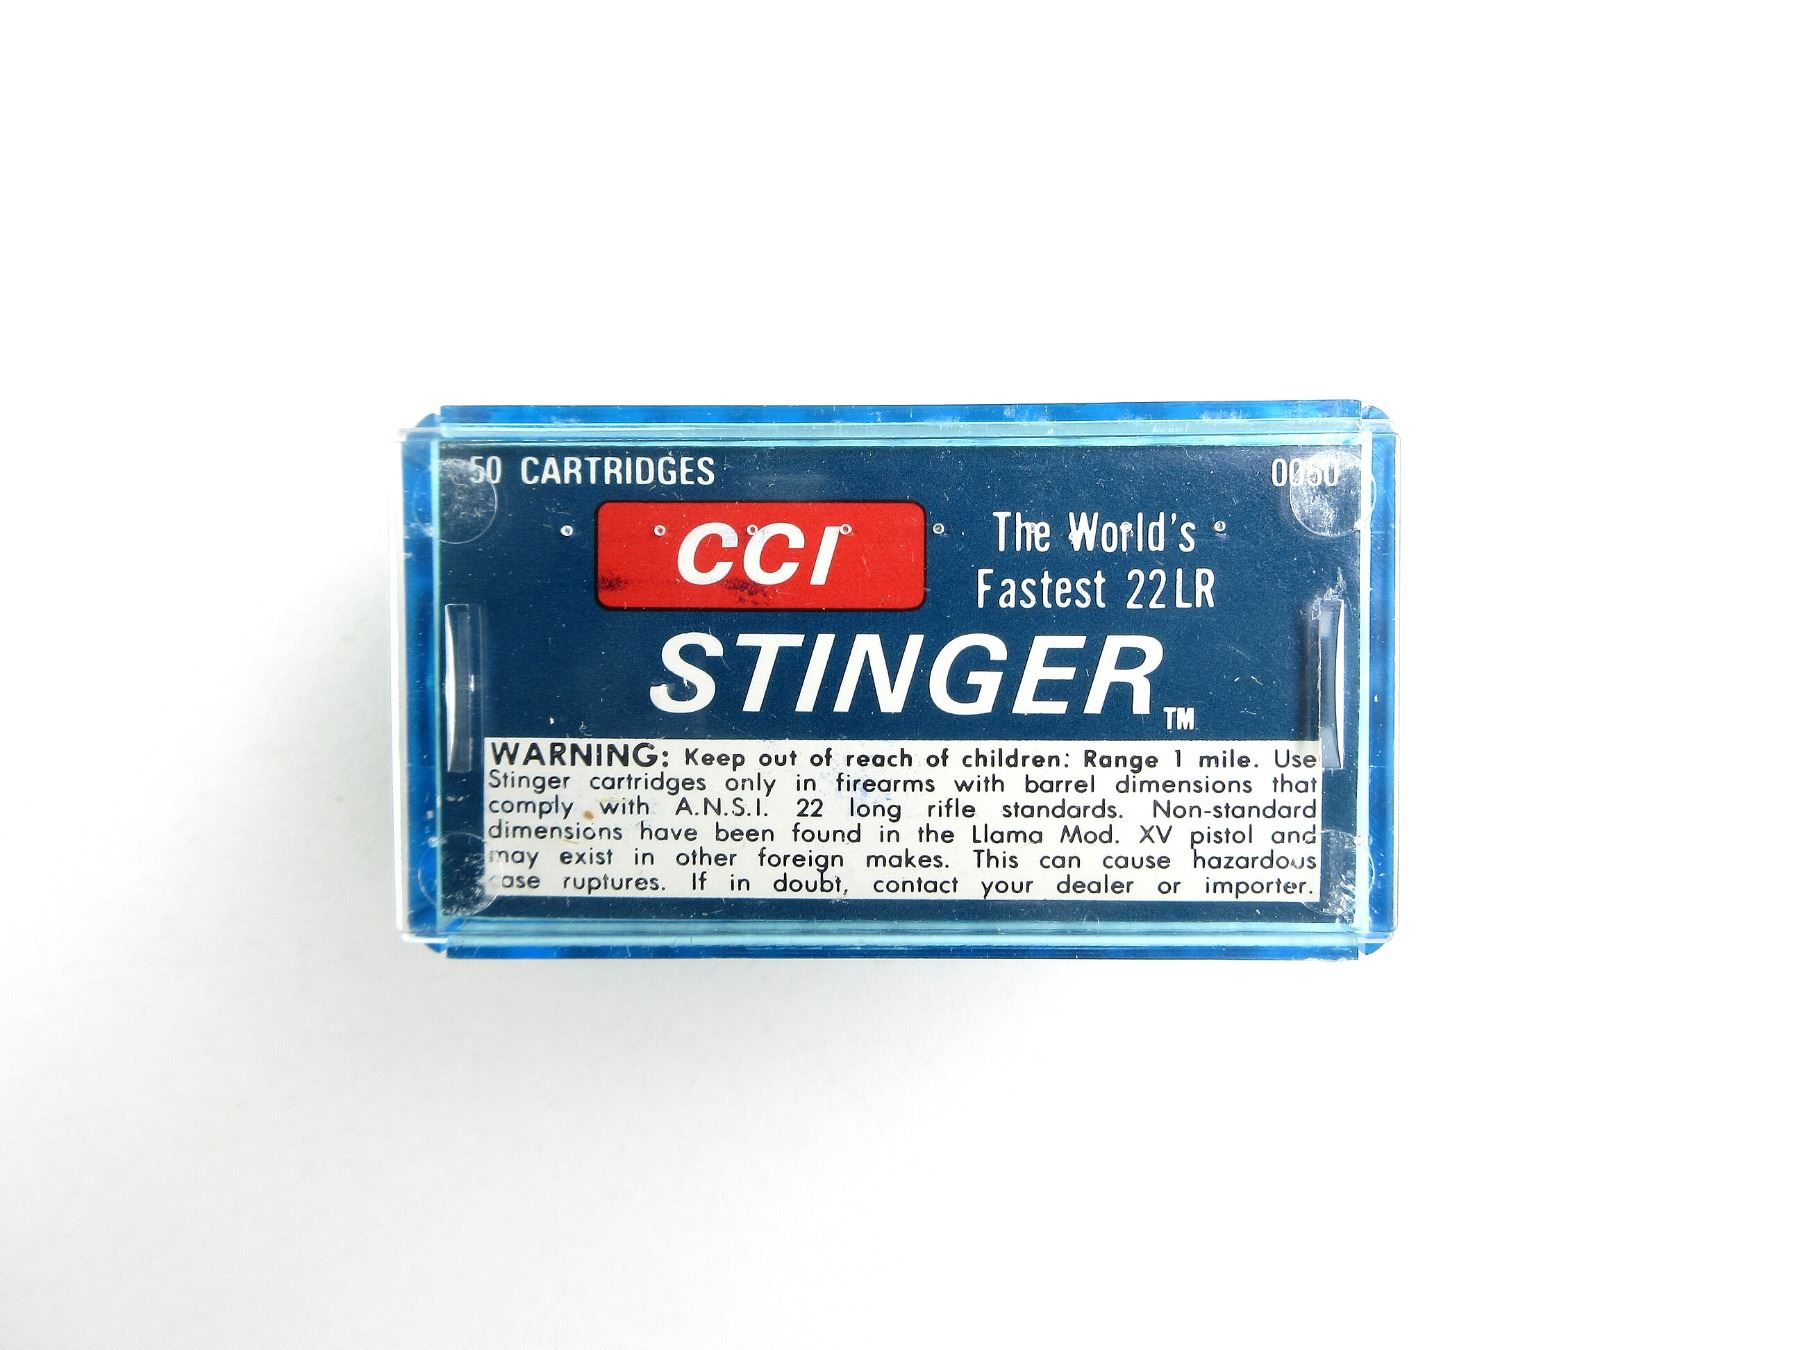 50 CARTRIDGES 0050
CCI
The World's
Fastest 22LR
STINGER TM
WARNING: Keep out of reach of children: Range 1 mile. Use
Stinger cartridges only in firearms with barrel dimensions that
comply with A.N.S.I. 22 long rifle standards. Non-standard
dimensions have been found in the Llama Mod. XV pistol and
may exist in other foreign makes. This can cause hazardous
case ruptures. If in doubt, contact your dealer or importer.